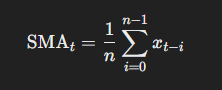 SMA_t = \frac{1}{n} \sum_{i=0}^{n-1} x_{t-i}